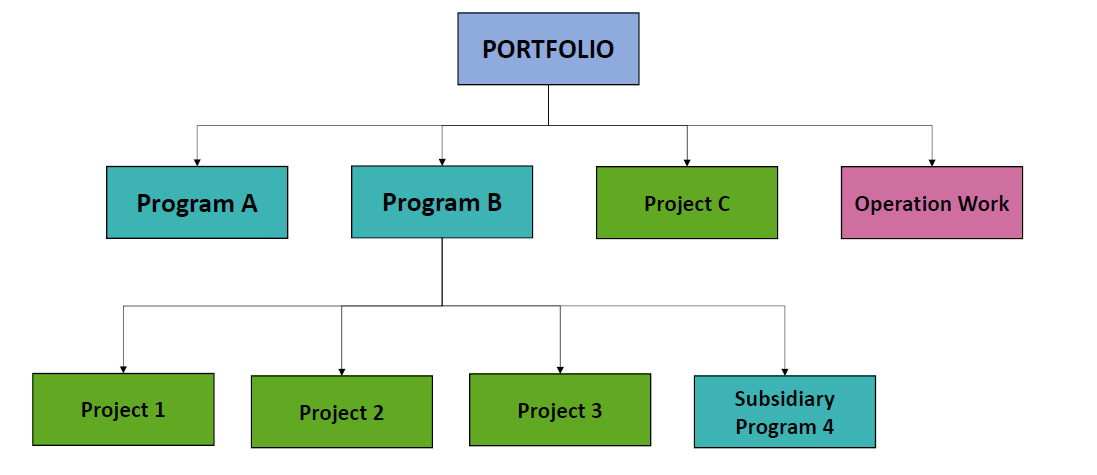 PORTFOLIO
Program A
Program B
Project C
Operation Work
Project 1
Project 2
Project 3
Subsidiary
Program 4